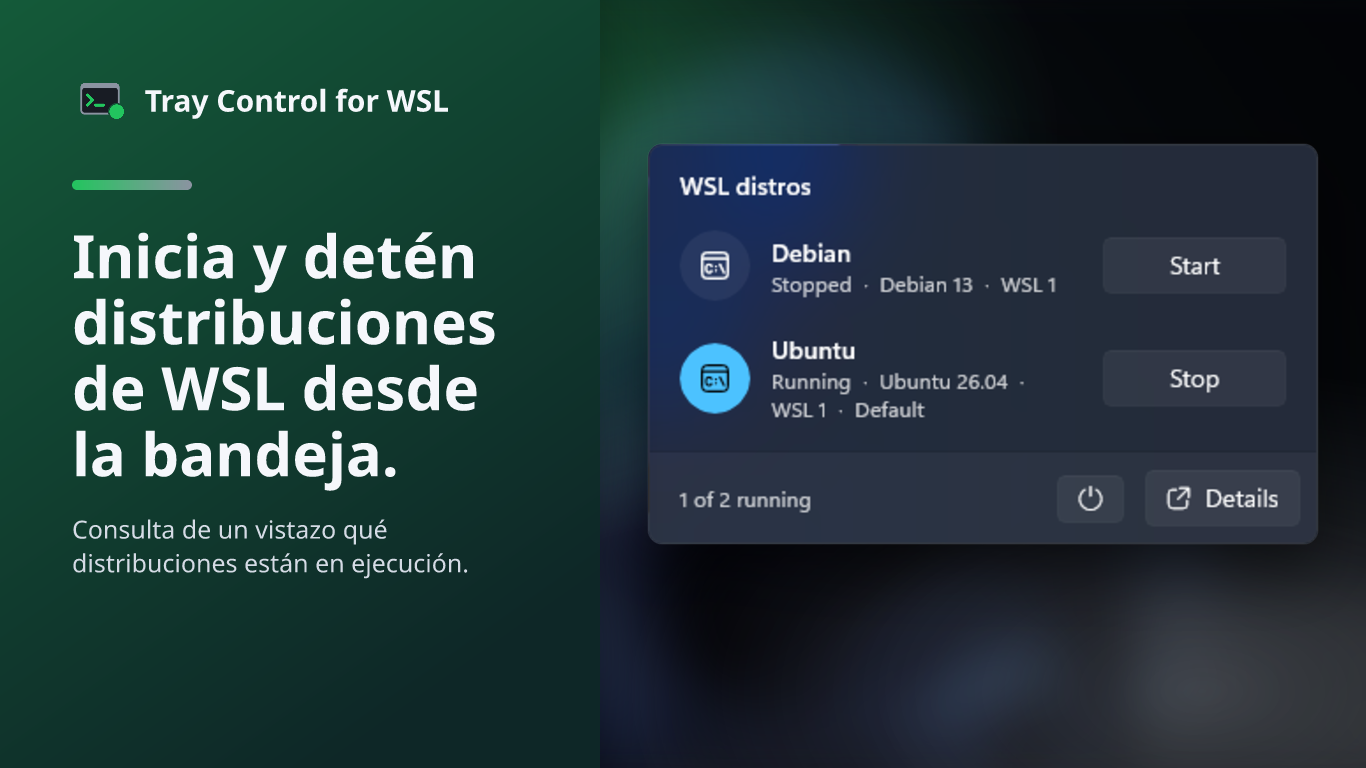 Tray Control for WSL
Inicia y detén
distribuciones
de WSL desde
la bandeja.
Consulta de un vistazo qué
distribuciones están en ejecución.
WSL distros
C:\
Debian
Stopped · Debian 13 · WSL 1
Start
C:\
Ubuntu
Running · Ubuntu 26.04 ·
WSL 1 · Default
Stop
1 of 2 running
Details